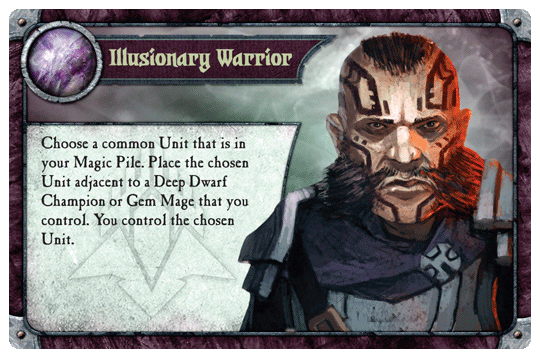 Illusionary Warrior
Choose a common Unit that is in
your Magic Pile. Place the chosen
Unit adjacent to a Deep Dwarf
Champion or Gem Mage that you
control. You control the chosen
Unit.